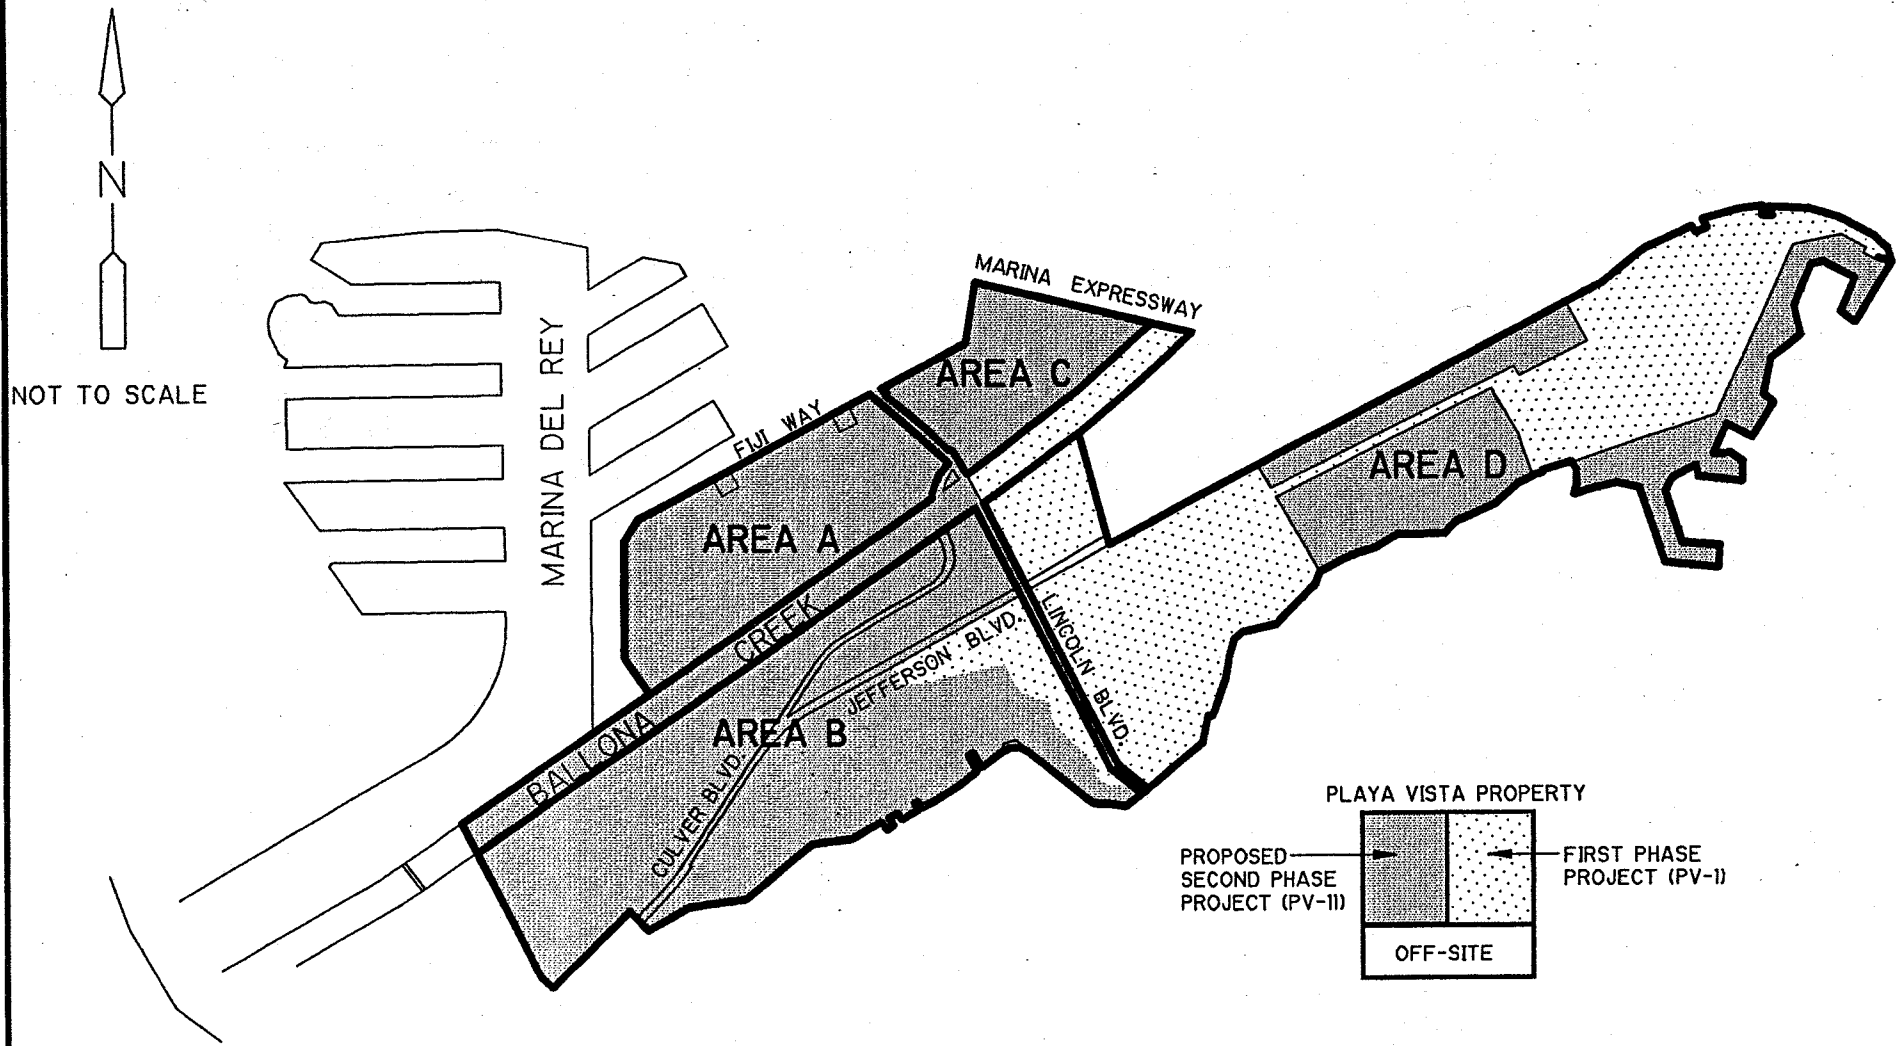 N
NOT TO SCALE
MARINA DEL REY
MARINA EXPRESSWAY
AREA C
FIJI WAY
AREA A
AREA D
BALLONA CREEK
JEFFERSON BLVD.
LINCOLN BLVD.
AREA B
CULVER BLVD.
PLAYA VISTA PROPERTY
PROPOSED
SECOND PHASE
PROJECT (PV-II)
FIRST PHASE
PROJECT (PV-I)
OFF-SITE